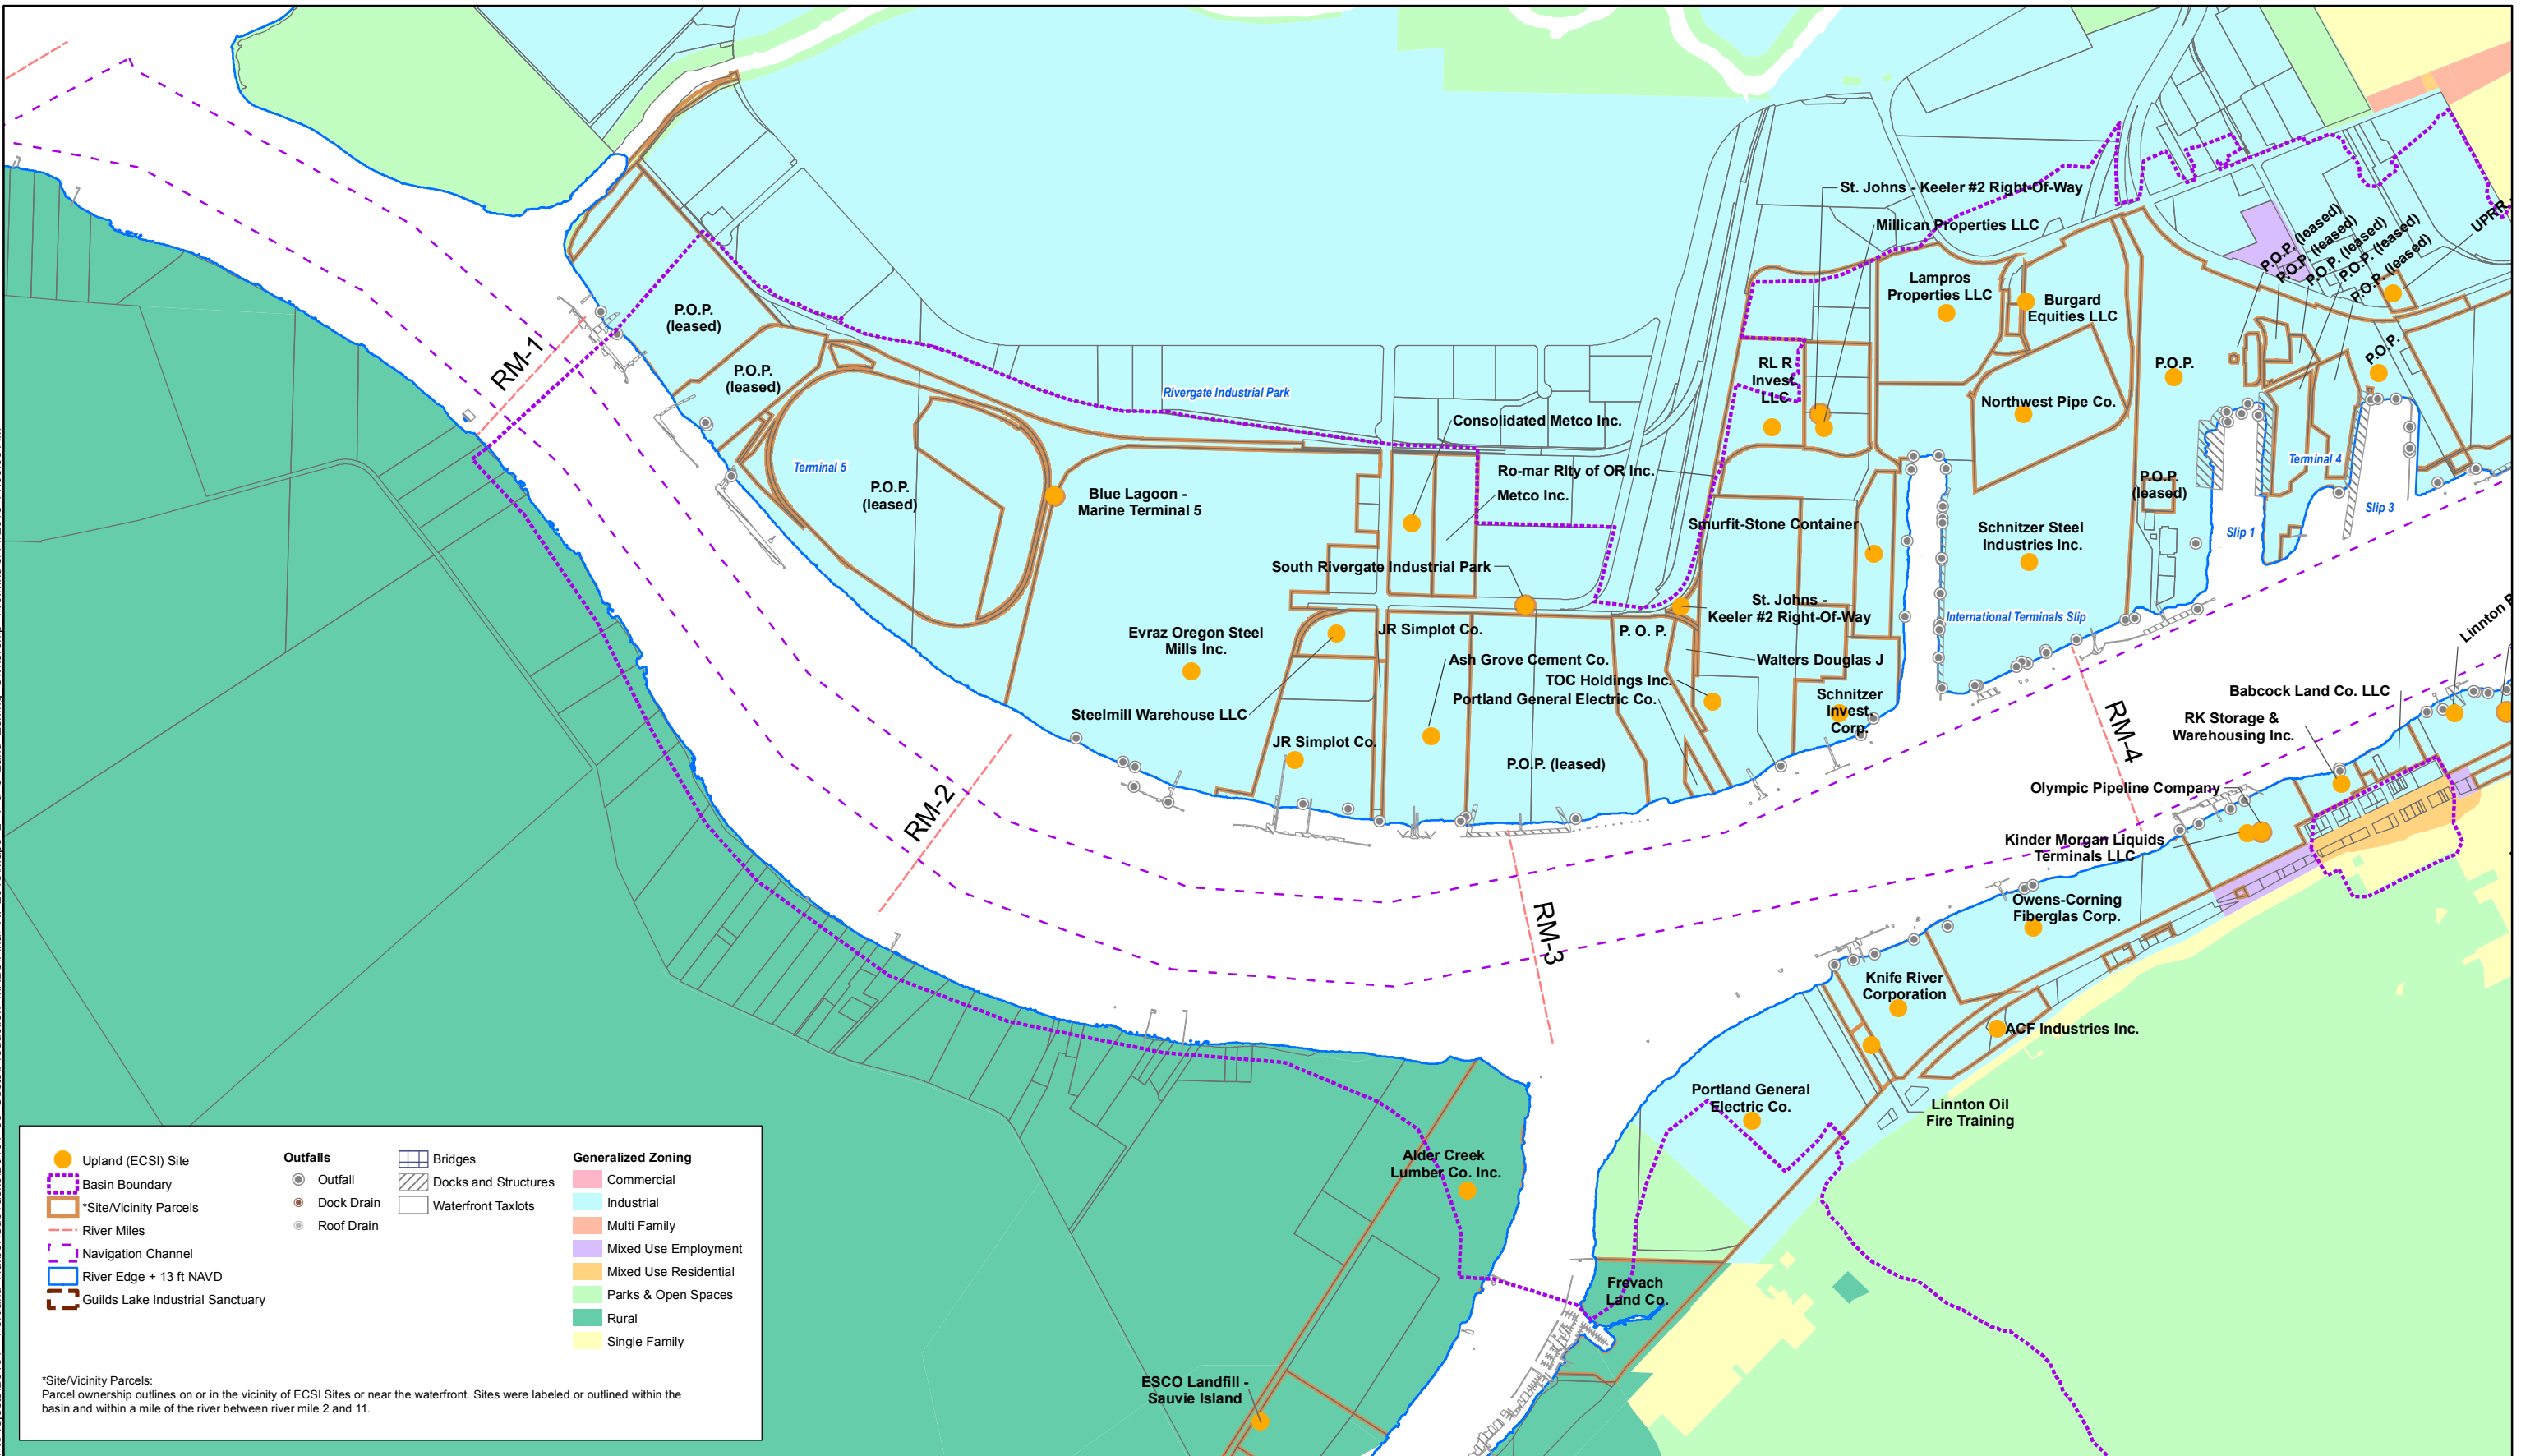 St. Johns - Keeler #2 Right-Of-Way
Millican Properties LLC
P.O.P. (leased)
P.O.P. (leased)
P.O.P. (leased)
P.O.P. (leased)
P.O.P. (leased)
UPRR -
Lampros
Properties LLC
Burgard
Equities LLC
P.O.P.
(leased)
RM-1
P.O.P.
(leased)
Rivergate Industrial Park
RL R
Invest.
LLC
P.O.P.
P.O.P.
Northwest Pipe Co.
Consolidated Metco Inc.
Terminal 5
P.O.P.
(leased)
Blue Lagoon -
Marine Terminal 5
Ro-mar Rlty of OR Inc.
Metco Inc.
Terminal 4
P.O.P.
(leased)
Slip 3
Slip 1
Smurfit-Stone Container
Schnitzer Steel
Industries Inc.
South Rivergate Industrial Park
St. Johns -
Keeler #2 Right-Of-Way
International Terminals Slip
Evraz Oregon Steel
Mills Inc.
JR Simplot Co.
P. O. P.
Ash Grove Cement Co.
Walters Douglas J
TOC Holdings Inc.
Portland General Electric Co.
Schnitzer
Invest.
Corp.
Steelmill Warehouse LLC
JR Simplot Co.
P.O.P. (leased)
RM-2
RM-3
RM-4
Linnton
Babcock Land Co. LLC
RK Storage &
Warehousing Inc.
Olympic Pipeline Company
Kinder Morgan Liquids
Terminals LLC
Owens-Corning
Fiberglas Corp.
Knife River
Corporation
ACF Industries Inc.
Portland General
Electric Co.
Linnton Oil
Fire Training
Alder Creek
Lumber Co. Inc.
Frevach
Land Co.
ESCO Landfill -
Sauvie Island
Upland (ECSI) Site
Basin Boundary
*Site/Vicinity Parcels
River Miles
Navigation Channel
River Edge + 13 ft NAVD
Guilds Lake Industrial Sanctuary
Outfalls
Outfall
Dock Drain
Roof Drain
Bridges
Docks and Structures
Waterfront Taxlots
Generalized Zoning
Commercial
Industrial
Multi Family
Mixed Use Employment
Mixed Use Residential
Parks & Open Spaces
Rural
Single Family
*Site/Vicinity Parcels:
Parcel ownership outlines on or in the vicinity of ECSI Sites or near the waterfront. Sites were labeled or outlined within the
basin and within a mile of the river between river mile 2 and 11.